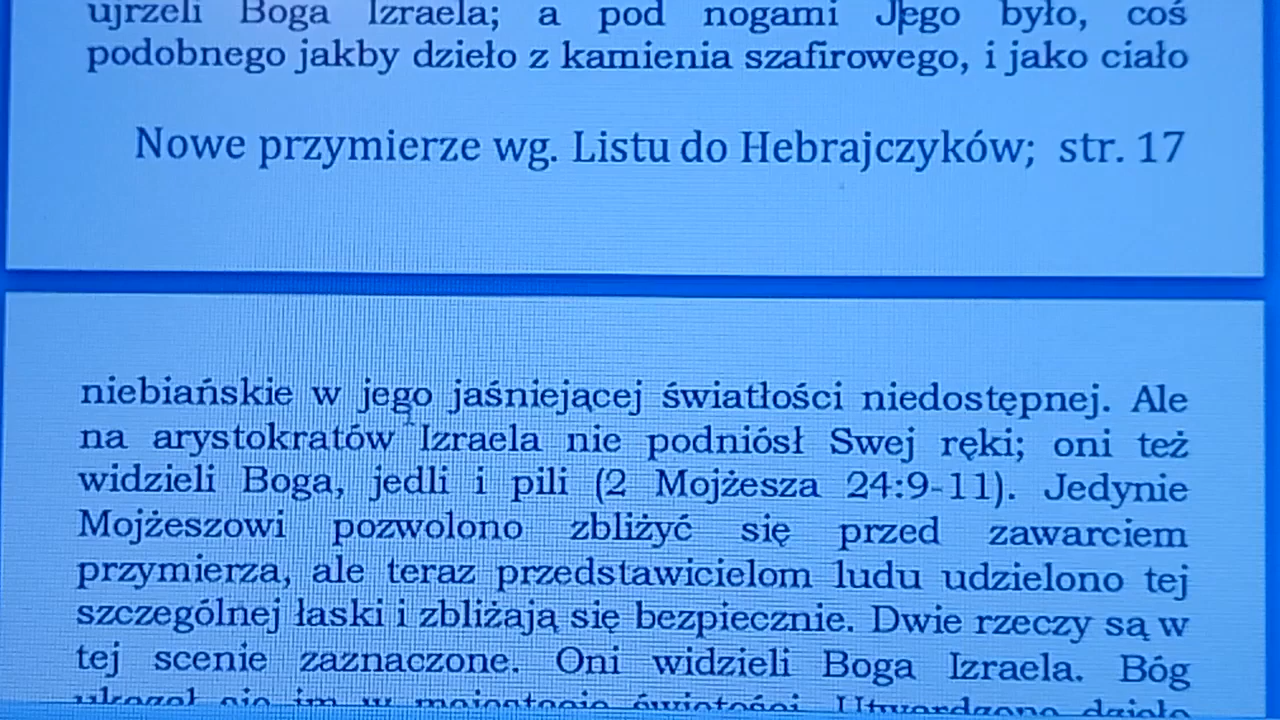 ujrzeli Boga Izraela; a pod nogami Jego było, coś
podobnego jakby dzieło z kamienia szafirowego, i jako ciało
Nowe przymierze wg. Listu do Hebrajczyków; str. 17
niebiańskie w jego jaśniejącej światłości niedostępnej. Ale
na arystokratów Izraela nie podniósł Swej ręki; oni też
widzieli Boga, jedli i pili (2 Mojżesza 24:9-11). Jedynie
Mojżeszowi pozwolono zbliżyć się przed zawarciem
przymierza, ale teraz przedstawicielom ludu udzielono tej
szczególnej łaski i zbliżają się bezpiecznie. Dwie rzeczy są w
tej scenie zaznaczone. Oni widzieli Boga Izraela. Bóg
im w